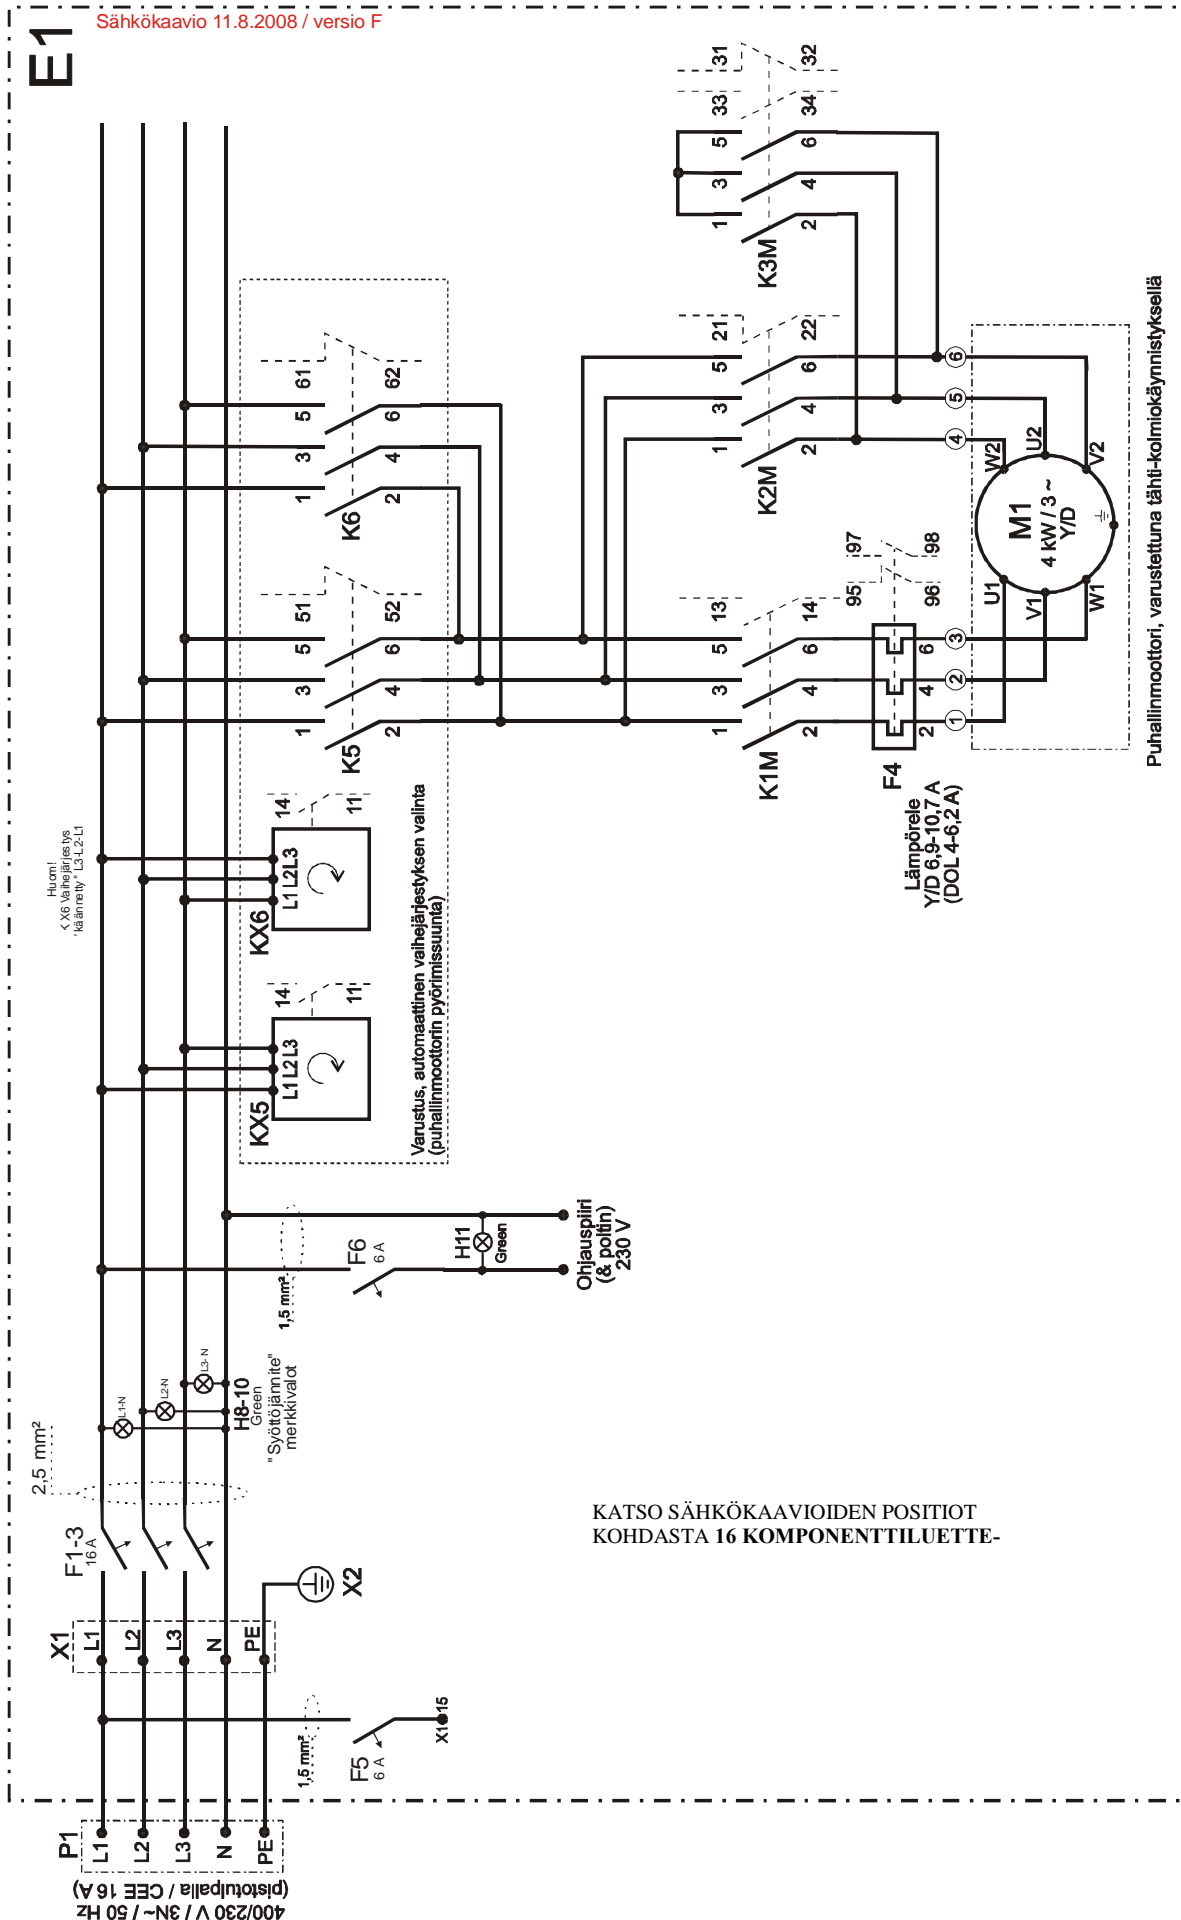 Sähkökaavio 11.8.2008 / versio F
E1
31
32
33
34
5
6
3
4
1
2
K3M
21
22
5
6
3
4
1
2
K2M
61
62
5
6
3
4
1
2
K6
51
52
5
6
3
4
1
2
K5
13
14
5
6
3
4
1
2
K1M
97
98
95
96
6
4
2
F4
Lämpörele
Y/D 6,9-10,7 A
(DOL 4-6,2 A)
1
2
3
4
5
6
W2
U2
V2
U1
V1
W1
M1
4 kW / 3 ~
Y/D
Puhallinmoottori, varustettuna tähti-kolmiokäynnistyksellä
Huom!
KX6 Vaihejärjestys
"käännetty" L3-L2-L1
14
11
L1 L2 L3
KX6
14
11
L1 L2 L3
KX5
Varustus, automaattinen vaihejärjestyksen valinta
(puhallinmoottorin pyörimissuunta)
1,5 mm²
F6
6 A
H11
Green
Ohjauspiiri
(& poltin)
230 V
L1-N
L2-N
L3-N
H8-10
Green
"Syöttöjännite"
merkkivalot
2,5 mm²
F1-3
16 A
KATSO SÄHKÖKAAVIOIDEN POSITIOT
KOHDASTA 16 KOMPONENTTILUETTE-
X1
L1
L2
L3
N
PE
X2
1,5 mm²
F5
6 A
X1:15
P1
L1
L2
L3
N
PE
400/230 V / 3N~ / 50 Hz
(pistotulpalla / CEE 16 A)